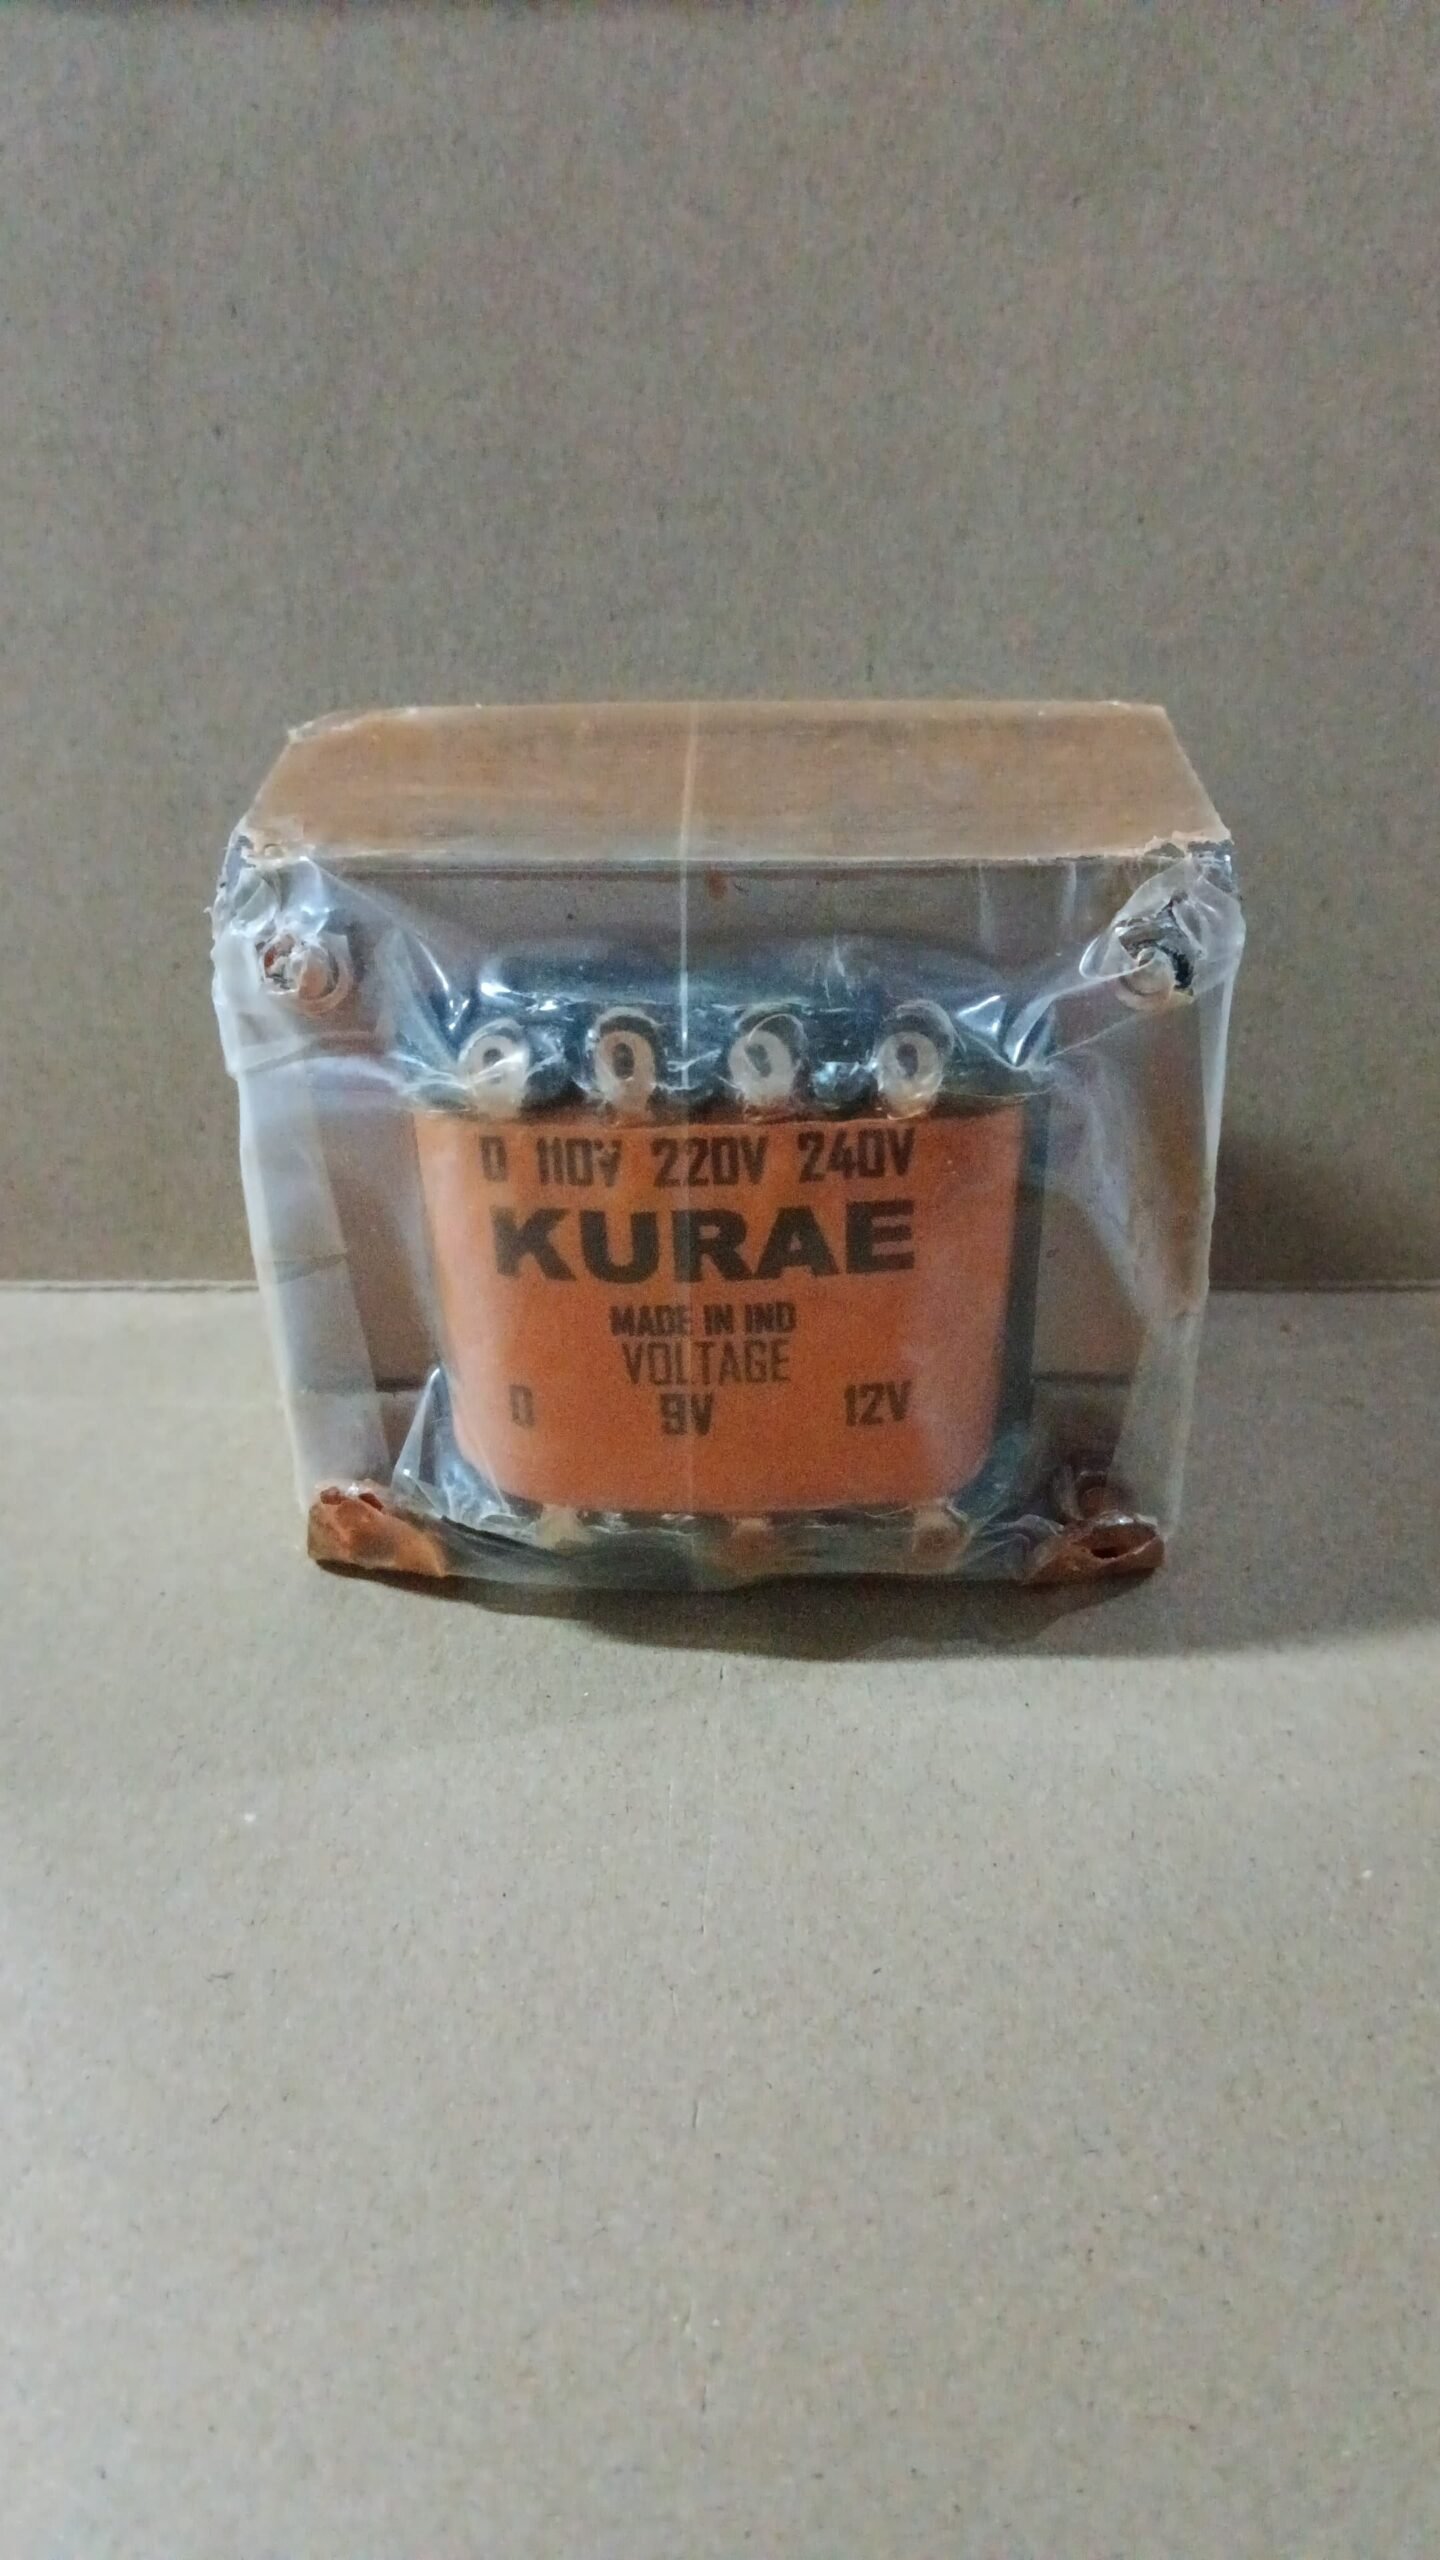 0 110V 220V 240V
KURAE
MADE IN IND
VOLTAGE
0 9V 12V